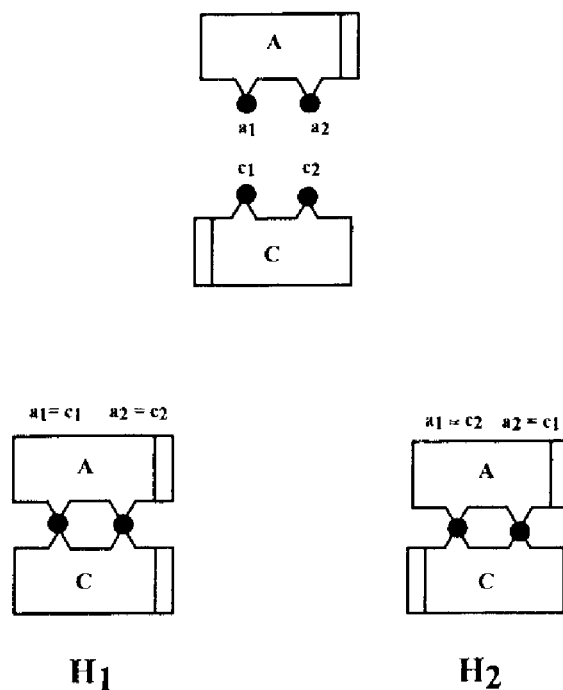 A
a1 a2
c1 c2
C
a1= c1 a2 = c2
A
C
H1
a1 = c2 a2 = c1
A
C
H2